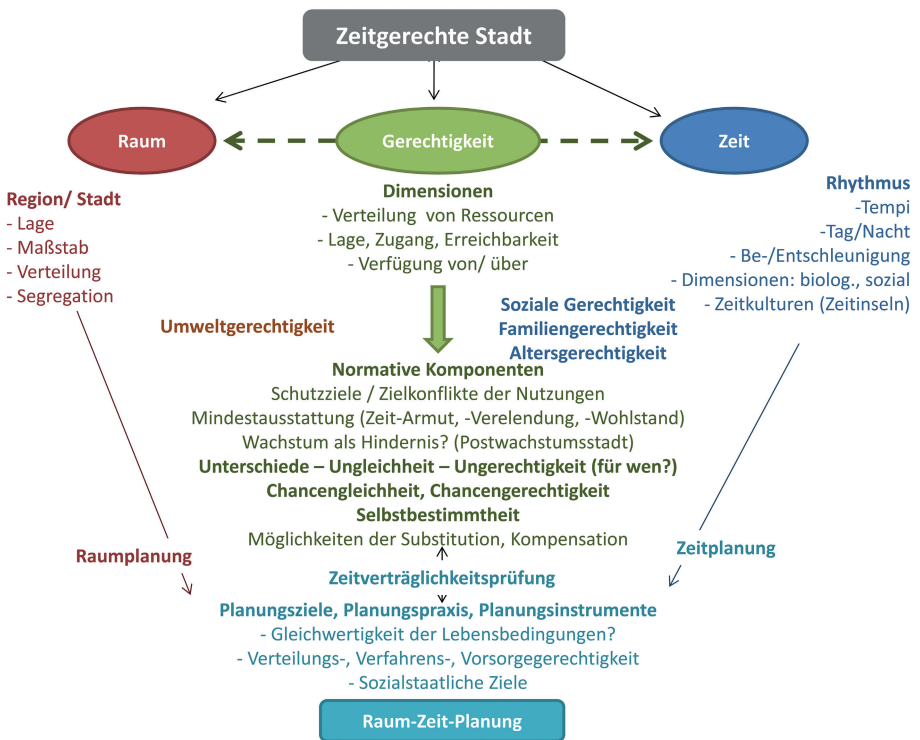 Zeitgerechte Stadt
Raum
Gerechtigkeit
Zeit
Region/ Stadt
- Lage
- Maßstab
- Verteilung
- Segregation
Dimensionen
- Verteilung von Ressourcen
- Lage, Zugang, Erreichbarkeit
- Verfügung von/ über
Rhythmus
-Tempi
-Tag/Nacht
- Be-/Entschleunigung
- Dimensionen: biolog., sozial
- Zeitkulturen (Zeitinseln)
Umweltgerechtigkeit
Soziale Gerechtigkeit
Familiengerechtigkeit
Altersgerechtigkeit
Normative Komponenten
Schutzziele / Zielkonflikte der Nutzungen
Mindestausstattung (Zeit-Armut, -Verelendung, -Wohlstand)
Wachstum als Hindernis? (Postwachstumsstadt)
Unterschiede – Ungleichheit – Ungerechtigkeit (für wen?)
Chancengleichheit, Chancengerechtigkeit
Selbstbestimmtheit
Möglichkeiten der Substitution, Kompensation
Raumplanung
Zeitplanung
Zeitverträglichkeitsprüfung
Planungsziele, Planungspraxis, Planungsinstrumente
- Gleichwertigkeit der Lebensbedingungen?
- Verteilungs-, Verfahrens-, Vorsorgegerechtigkeit
- Sozialstaatliche Ziele
Raum-Zeit-Planung